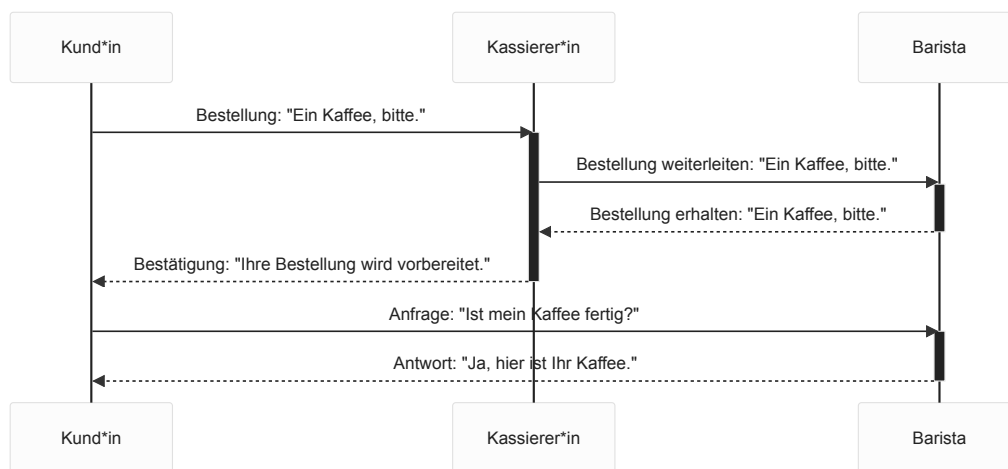 Kund*in
Kassierer*in
Barista
Bestellung: "Ein Kaffee, bitte."
Bestellung weiterleiten: "Ein Kaffee, bitte."
Bestellung erhalten: "Ein Kaffee, bitte."
Bestätigung: "Ihre Bestellung wird vorbereitet."
Anfrage: "Ist mein Kaffee fertig?"
Antwort: "Ja, hier ist Ihr Kaffee."
Kund*in
Kassierer*in
Barista